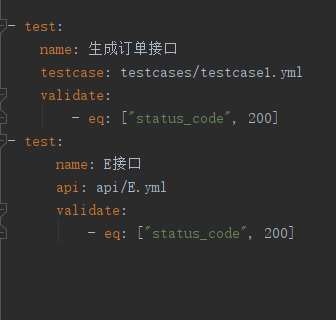 - test:
name: 生成订单接口
testcase: testcases/testcase1.yml
validate:
- eq: ["status_code", 200]
- test:
name: E接口
api: api/E.yml
validate:
- eq: ["status_code", 200]